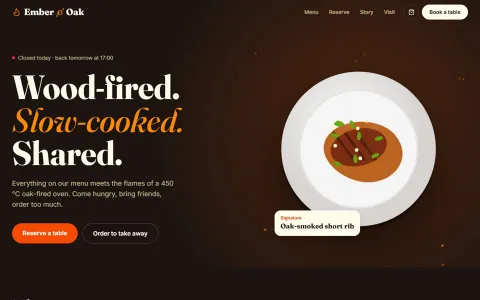 Ember & Oak
Menu
Reserve
Story
Visit
Book a table
Closed today · back tomorrow at 17:00
Wood-fired.
Slow-cooked.
Shared.
Everything on our menu meets the flames of a 450
°C oak-fired oven. Come hungry, bring friends,
order too much.
Reserve a table
Order to take away
Signature
Oak-smoked short rib